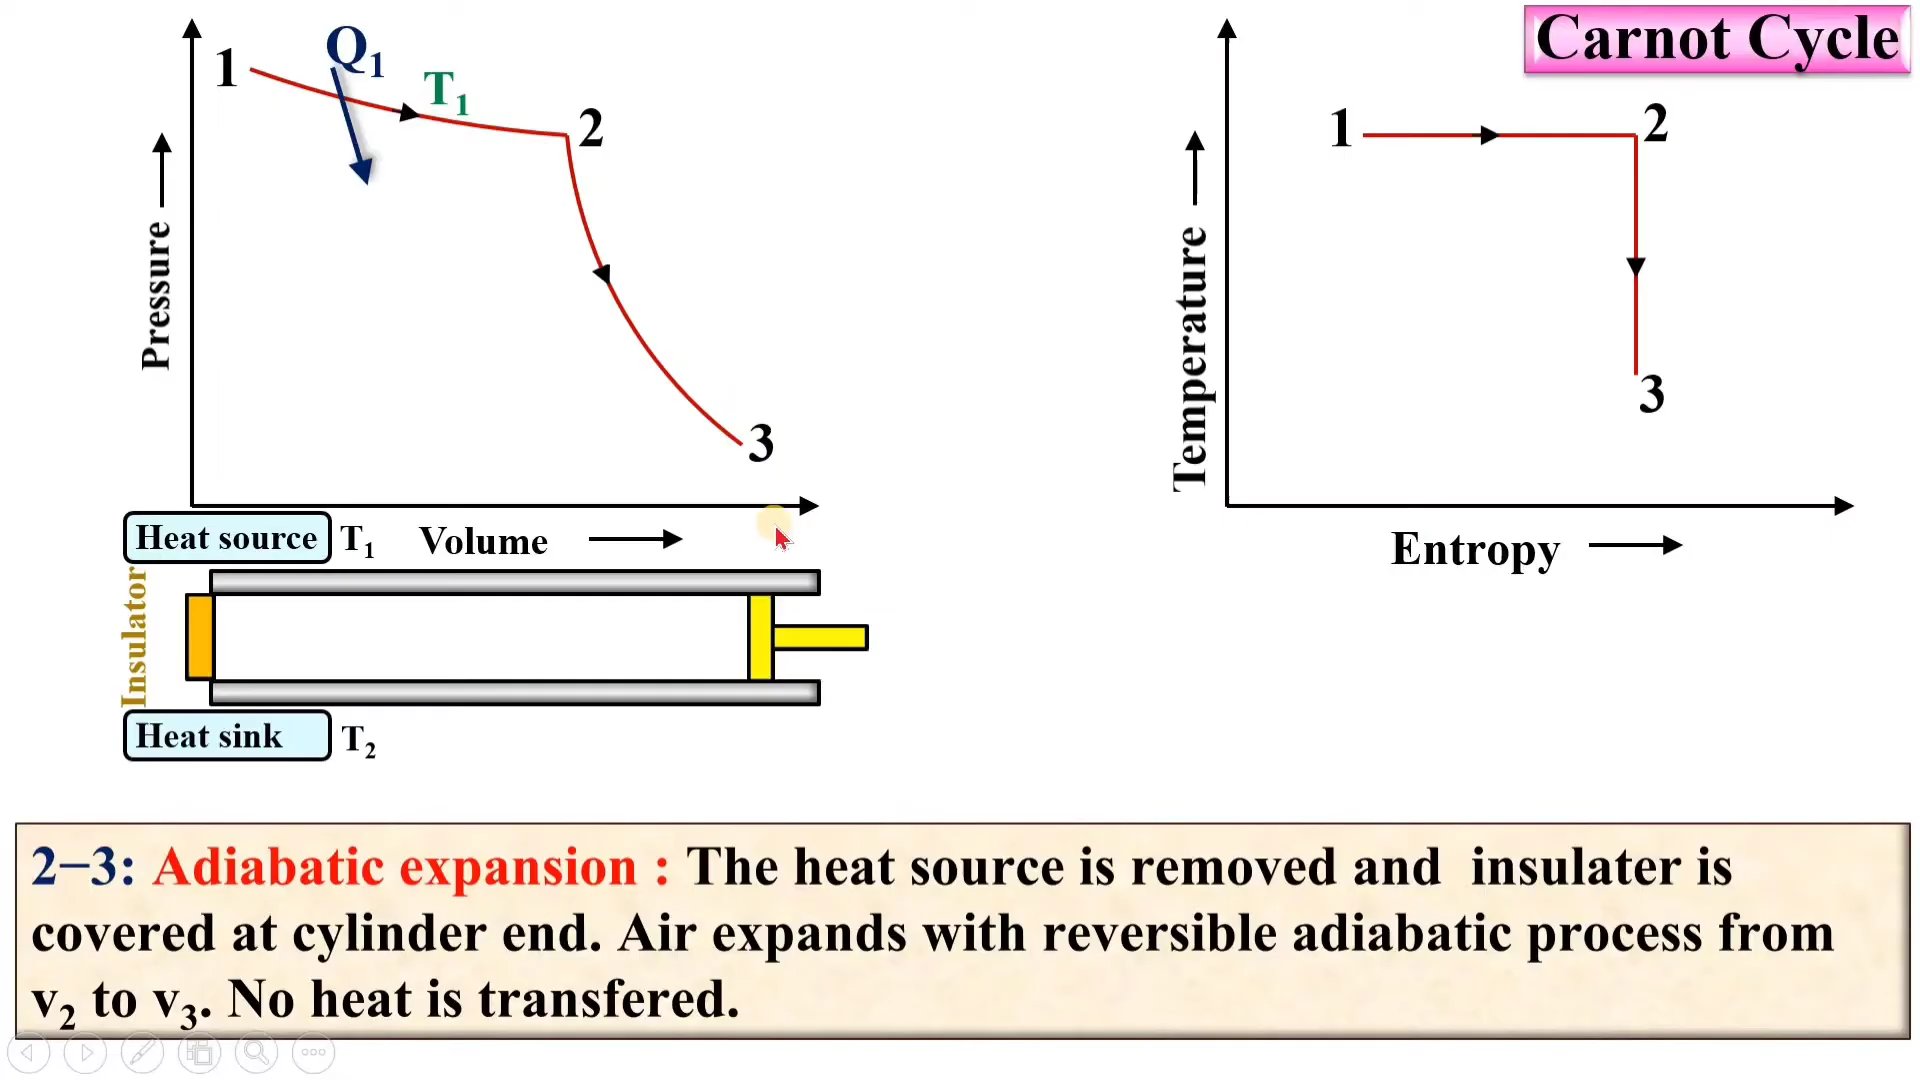 Carnot Cycle
1
Q1
T1
2
3
Pressure
Volume
1
2
3
Temperature
Entropy
Heat source
T1
Insulator
Heat sink
T2
2–3: Adiabatic expansion : The heat source is removed and insulater is
covered at cylinder end. Air expands with reversible adiabatic process from
v2 to v3. No heat is transfered.